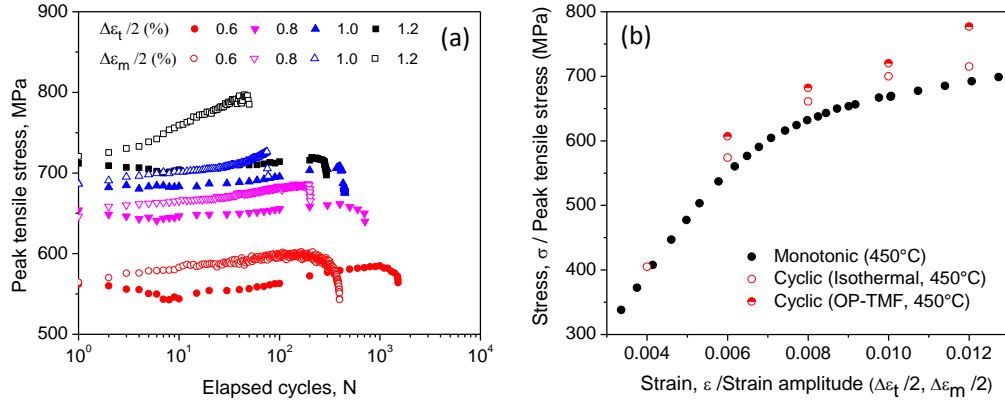 (a)
Δεt/2 (%) 0.6 0.8 1.0 1.2
Δεm/2 (%) 0.6 0.8 1.0 1.2
900
800
700
600
500
Peak tensile stress, MPa
10^0 10^1 10^2 10^3 10^4
Elapsed cycles, N
(b)
800
700
600
500
400
300
Stress, σ / Peak tensile stress (MPa)
Monotonic (450°C)
Cyclic (Isothermal, 450°C)
Cyclic (OP-TMF, 450°C)
0.004 0.006 0.008 0.010 0.012
Strain, ε /Strain amplitude (Δεt/2, Δεm/2)